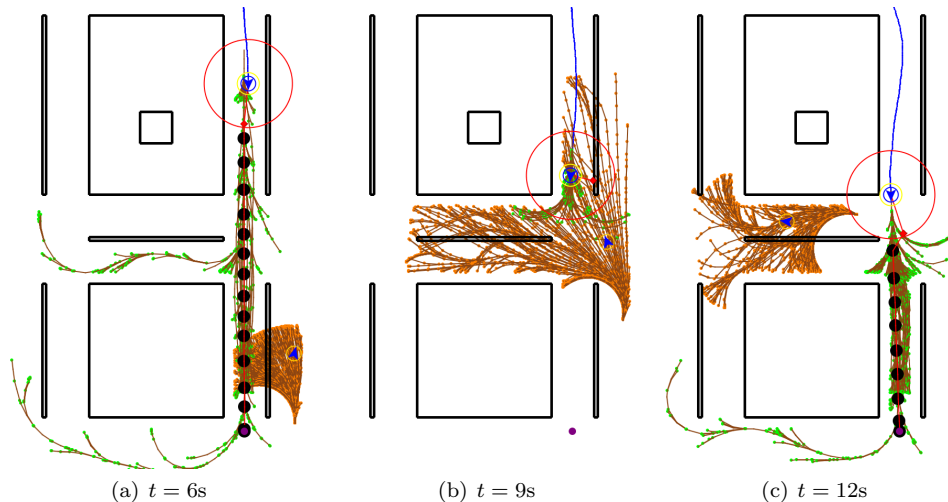 (a) t = 6s (b) t = 9s (c) t = 12s